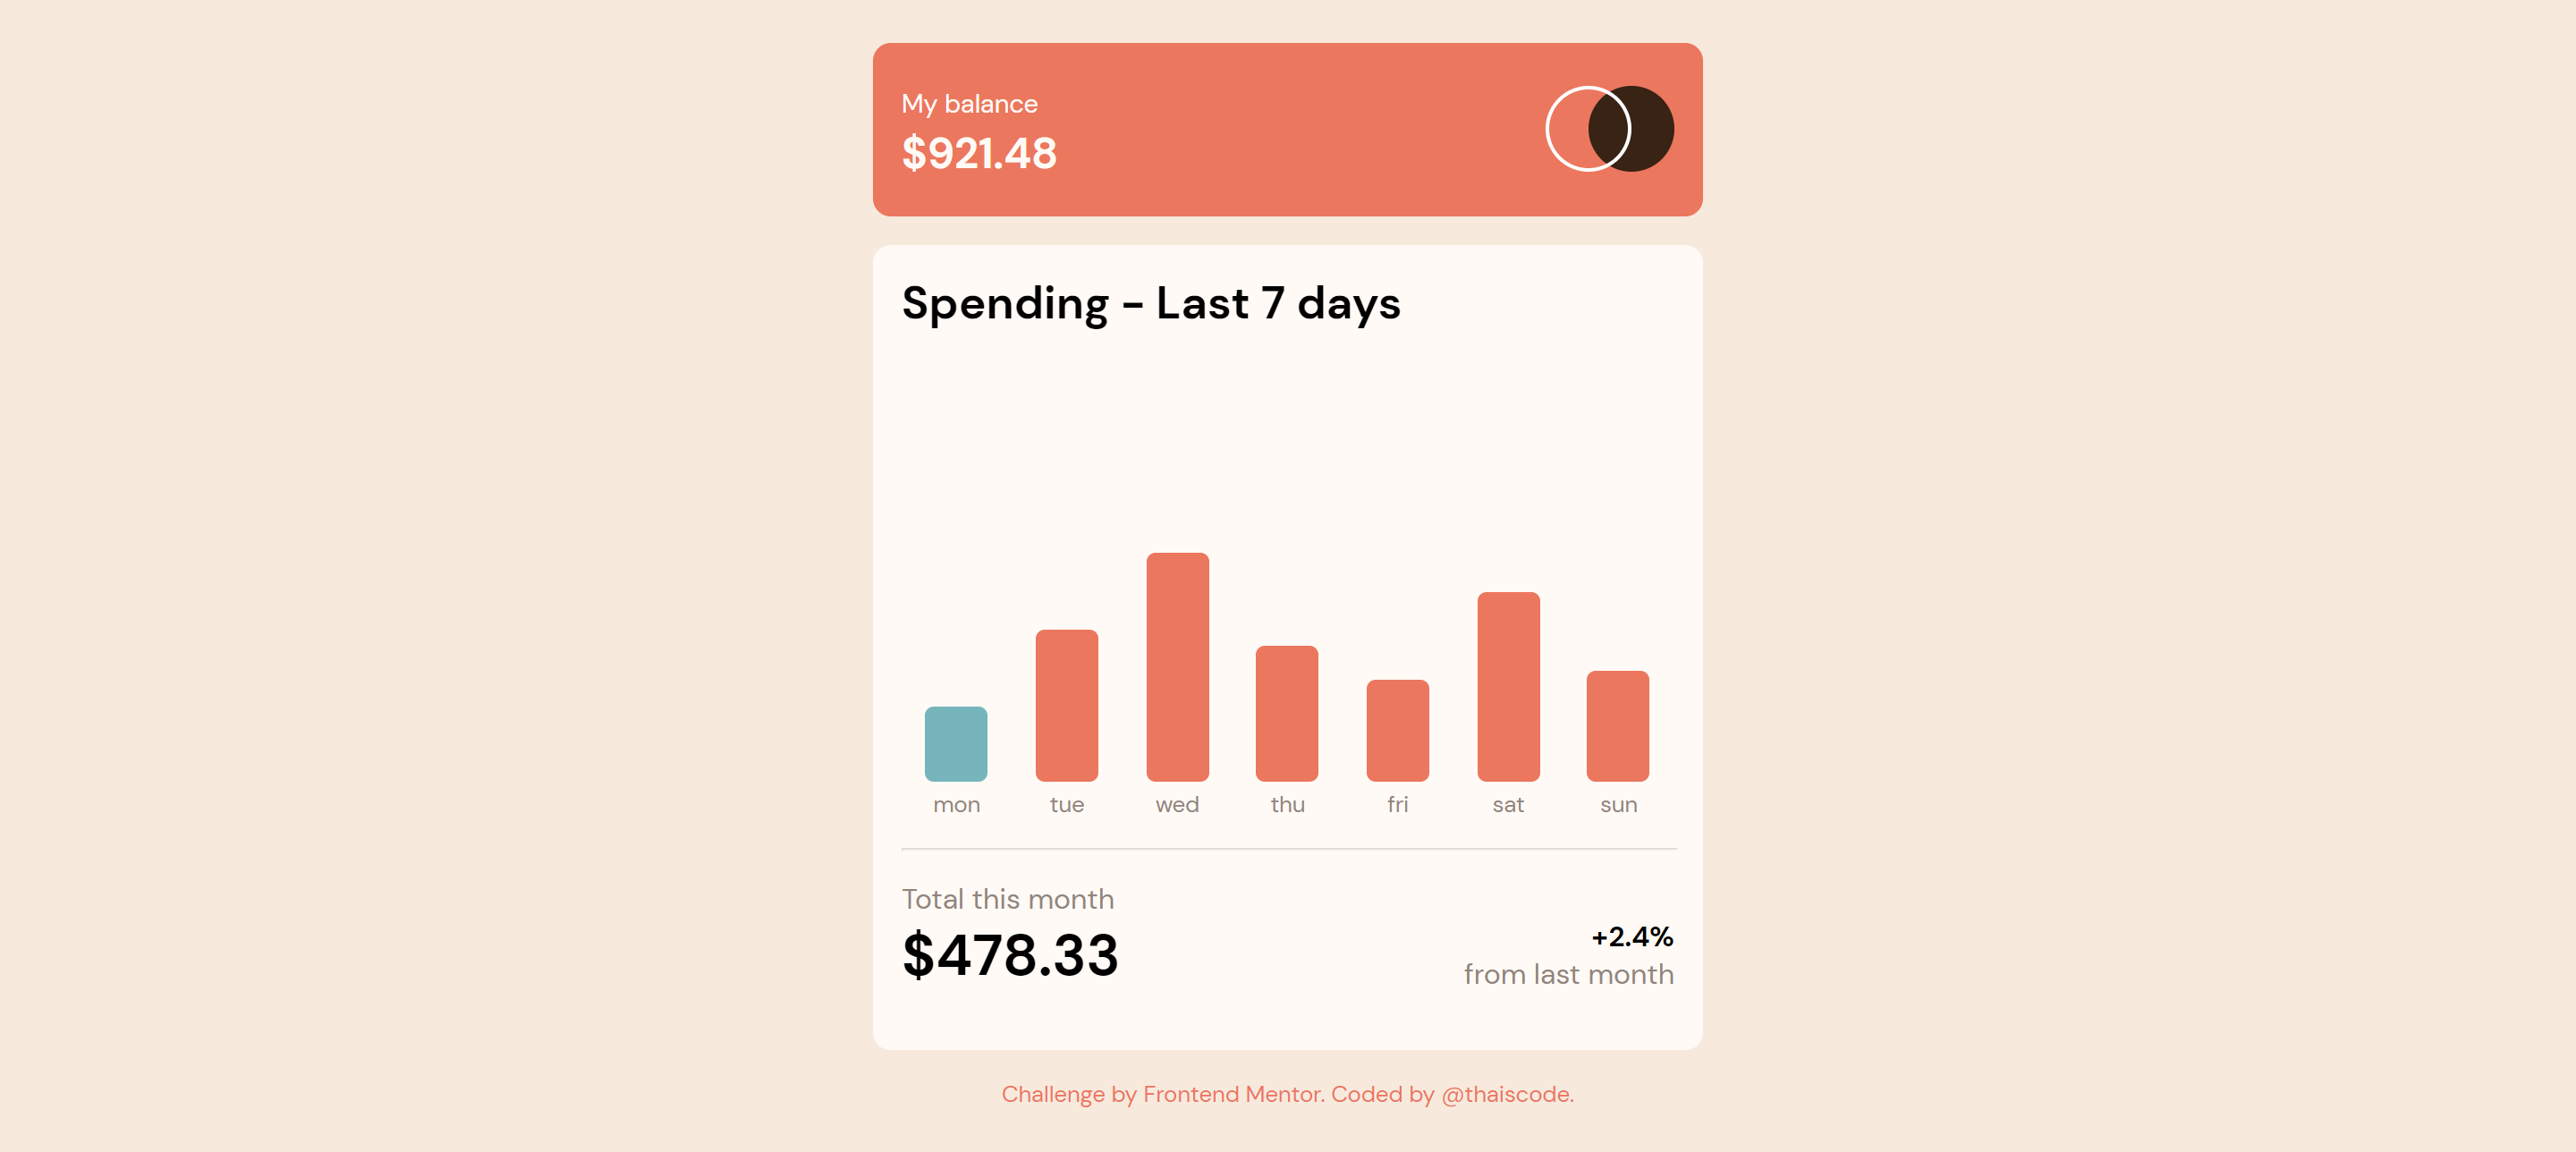 My balance
$921.48
Spending - Last 7 days
mon tue wed thu fri sat sun
Total this month
$478.33
+2.4%
from last month
Challenge by Frontend Mentor. Coded by @thaiscode.